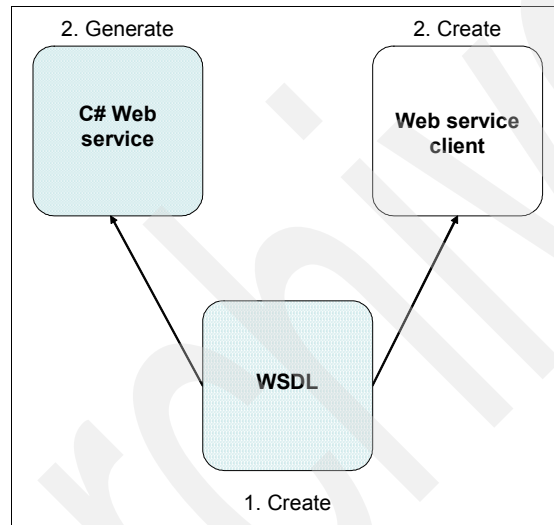 2. Generate
2. Create
C# Web
service
Web service
client
WSDL
1. Create